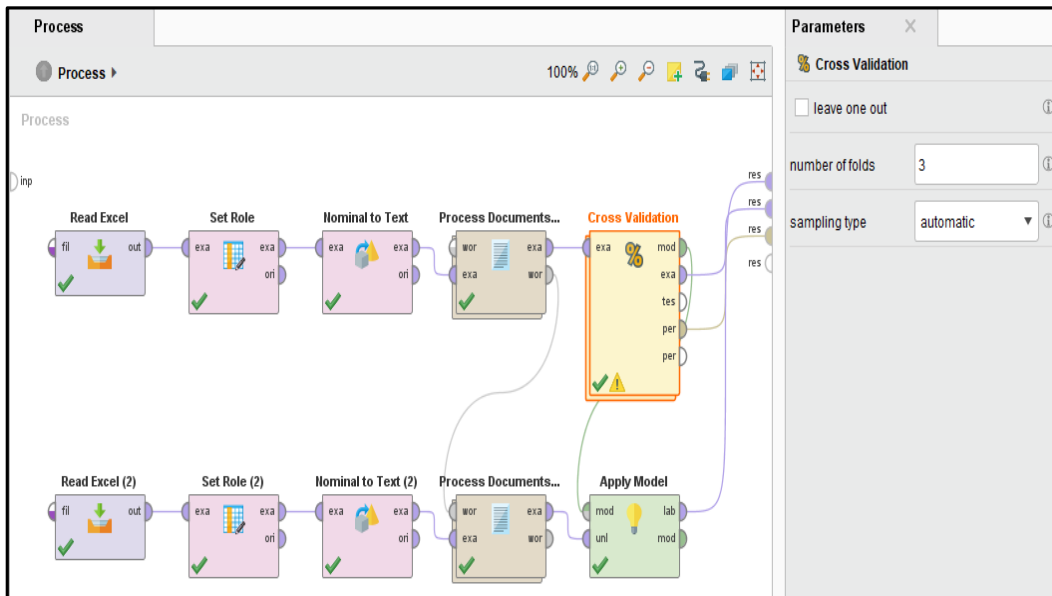 Process
Process
100%
Process
inp
res
res
res
res
Read Excel
Set Role
Nominal to Text
Process Documents...
Cross Validation
fil
out
exa
exa
ori
exa
exa
ori
wor
exa
exa
wor
exa
mod
exa
tes
per
per
Read Excel (2)
Set Role (2)
Nominal to Text (2)
Process Documents...
Apply Model
fil
out
exa
exa
ori
exa
exa
ori
wor
exa
exa
wor
mod
lab
unl
mod
Parameters
Cross Validation
leave one out
number of folds
3
sampling type
automatic